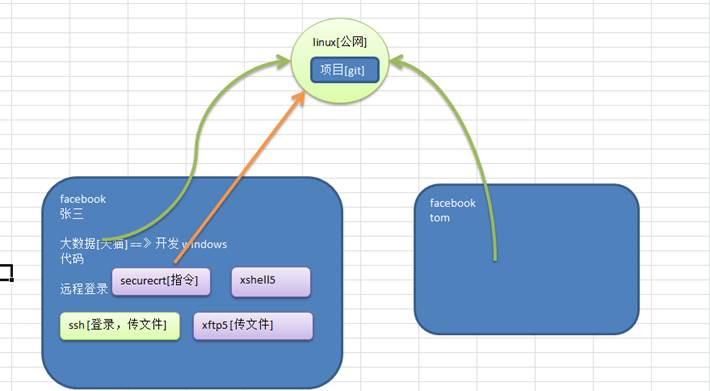 linux[公网]
项目[git]
facebook
张三
大数据[天猫] ==》开发 windows
代码
远程登录
securecrt[指令]
xshell5
ssh[登录，传文件]
xftp5 [传文件]
facebook
tom